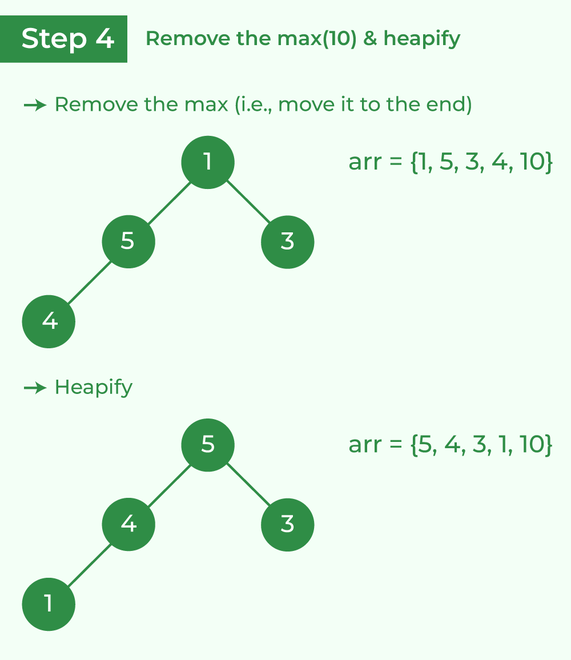 Step 4 Remove the max(10) & heapify
→ Remove the max (i.e., move it to the end)
1 arr = {1, 5, 3, 4, 10}
5 3
4
→ Heapify
5 arr = {5, 4, 3, 1, 10}
4 3
1